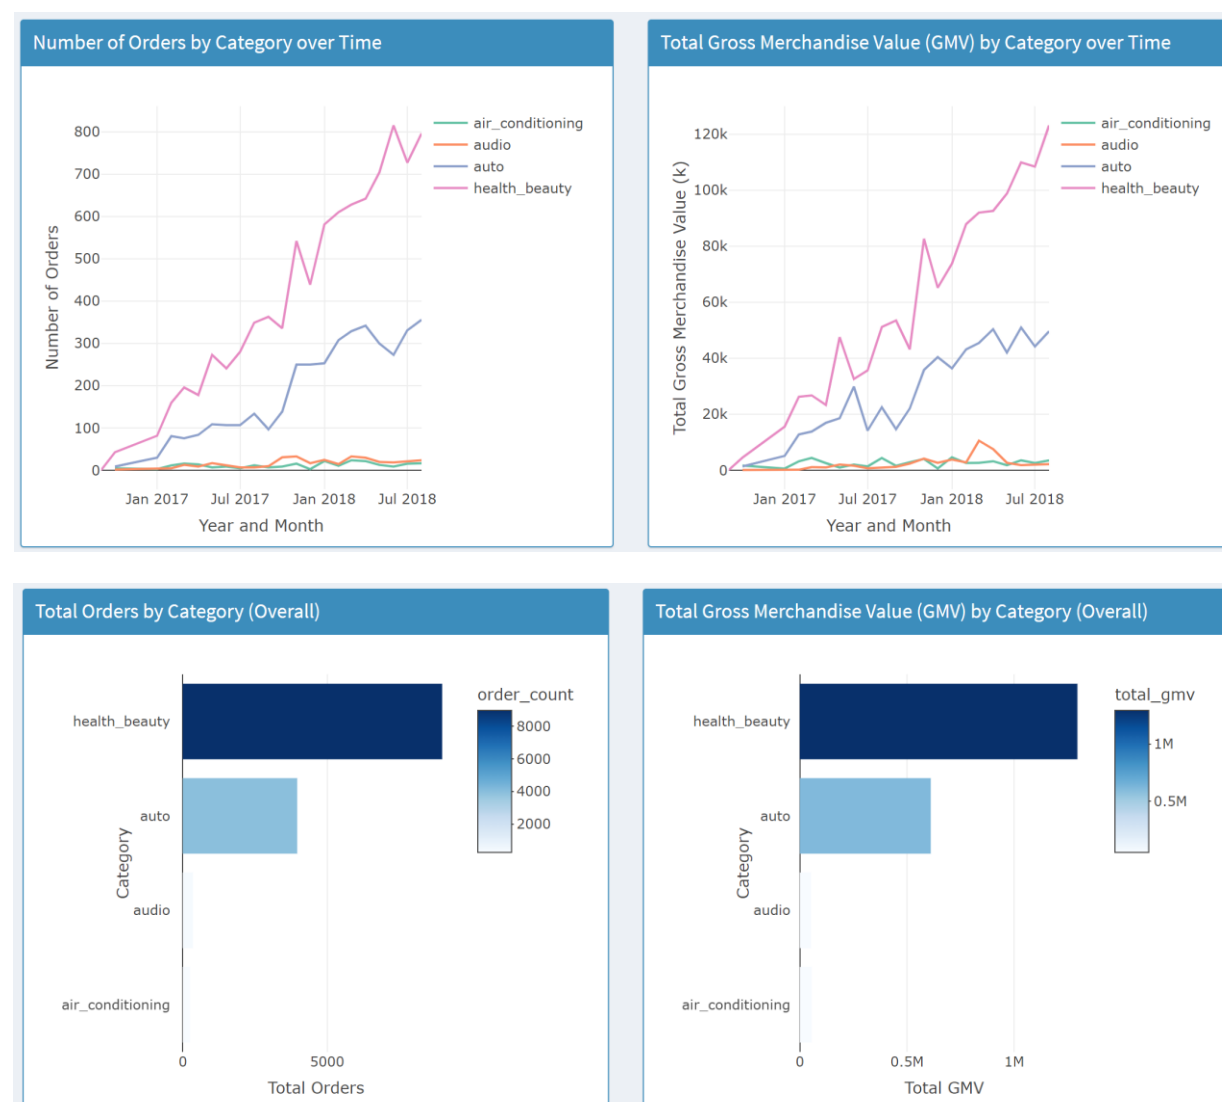 Number of Orders by Category over Time
800
700
600
500
400
300
200
100
0
Number of Orders
Jan 2017 Jul 2017 Jan 2018 Jul 2018
Year and Month
air_conditioning
audio
auto
health_beauty
Total Gross Merchandise Value (GMV) by Category over Time
120k
100k
80k
60k
40k
20k
0
Total Gross Merchandise Value (k)
Jan 2017 Jul 2017 Jan 2018 Jul 2018
Year and Month
air_conditioning
audio
auto
health_beauty
Total Orders by Category (Overall)
health_beauty
auto
audio
air_conditioning
Category
0 5000
Total Orders
order_count
8000
6000
4000
2000
Total Gross Merchandise Value (GMV) by Category (Overall)
health_beauty
auto
audio
air_conditioning
Category
0 0.5M 1M
Total GMV
total_gmv
1M
0.5M